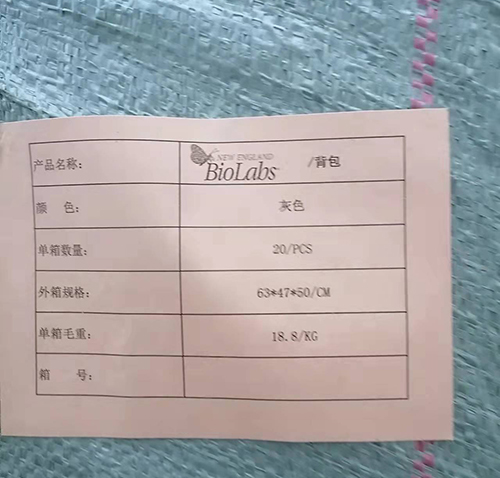 产品名称: NEW ENGLAND BioLabs /背包
颜 色: 灰色
单箱数量: 20/PCS
外箱规格: 63*47*50/CM
单箱毛重: 18.8/KG
箱 号: